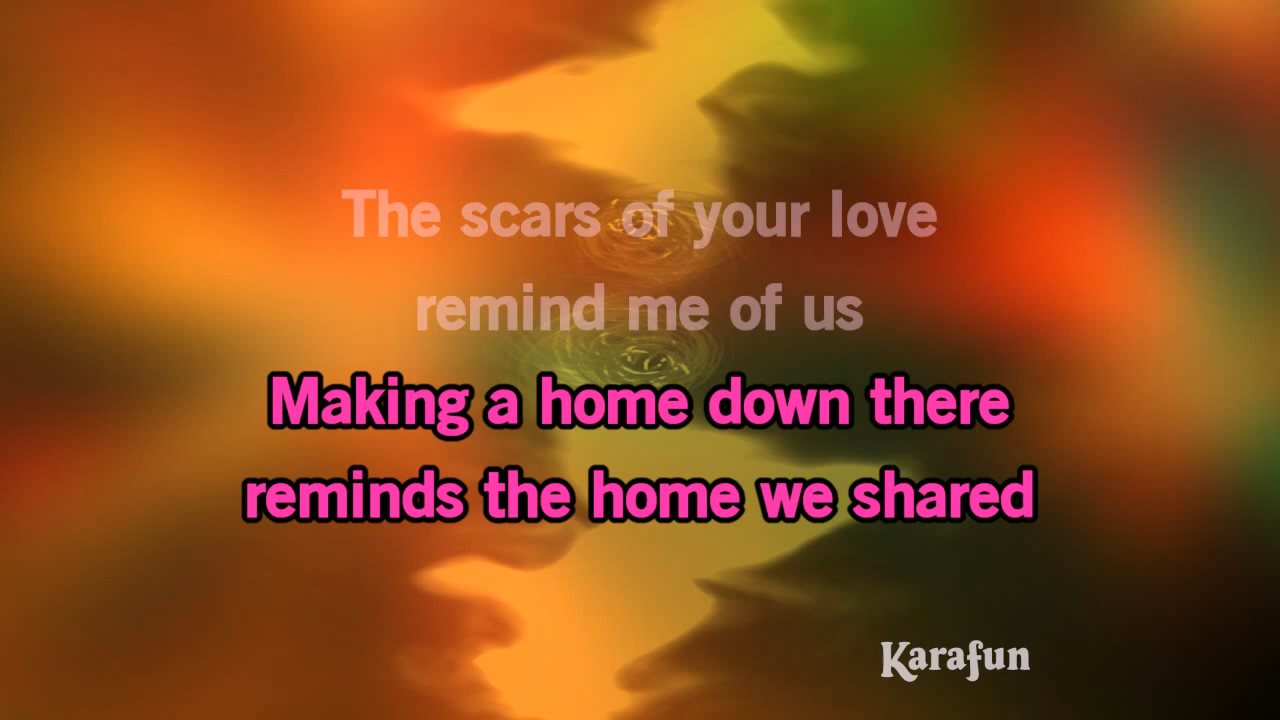 The scars of your love
remind me of us
Making a home down there
reminds the home we shared
Karafun